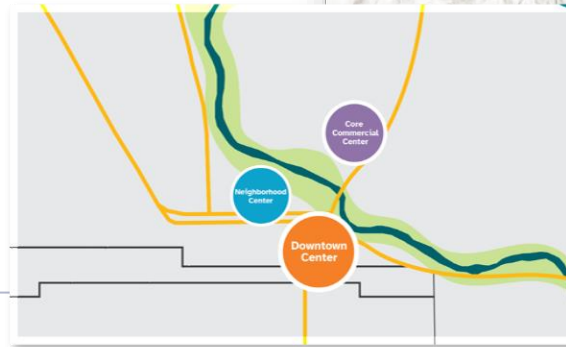 Core
Commercial
Center
Neighborhood
Center
Downtown
Center